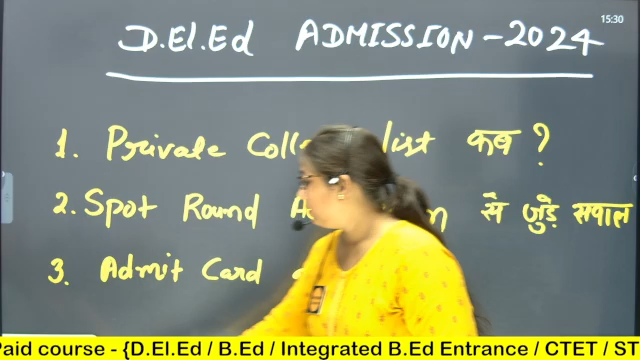 15:30
D.El.Ed ADMISSION - 2024
1. Private Coll list कब ?
2. Spot Round A n से जुड़े सवाल
3. Admit Card
Paid course - {D.El.Ed / B.Ed / Integrated B.Ed Entrance / CTET / ST